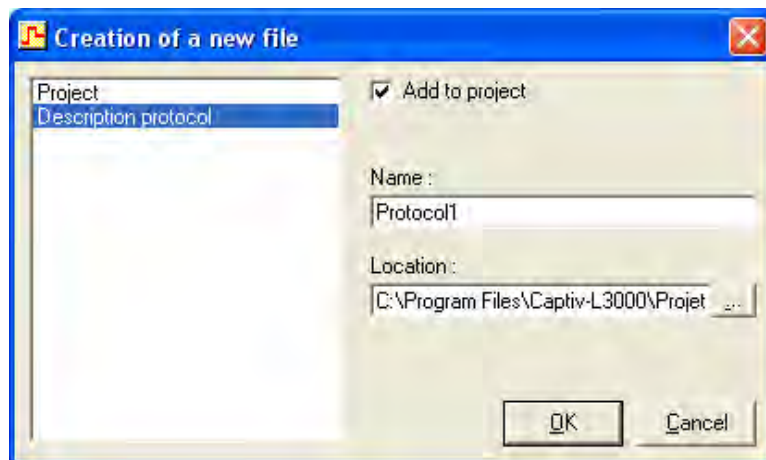 Creation of a new file
Project
Description protocol
Add to project
Name :
Protocol1
Location :
C:\Program Files\Captiv-L3000\Projet ...
OK
Cancel